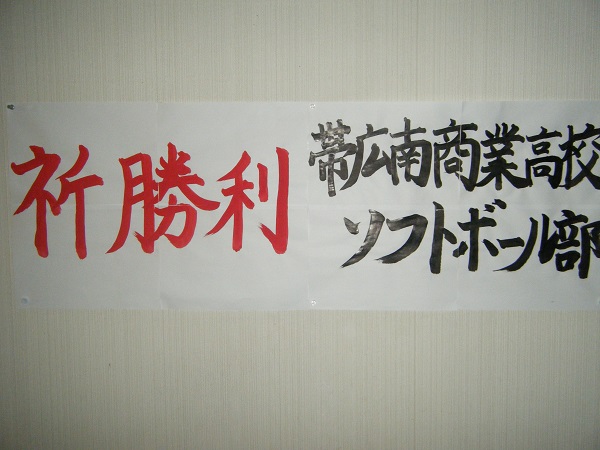 祈勝利
帯広南商業高校
ソフトボール部